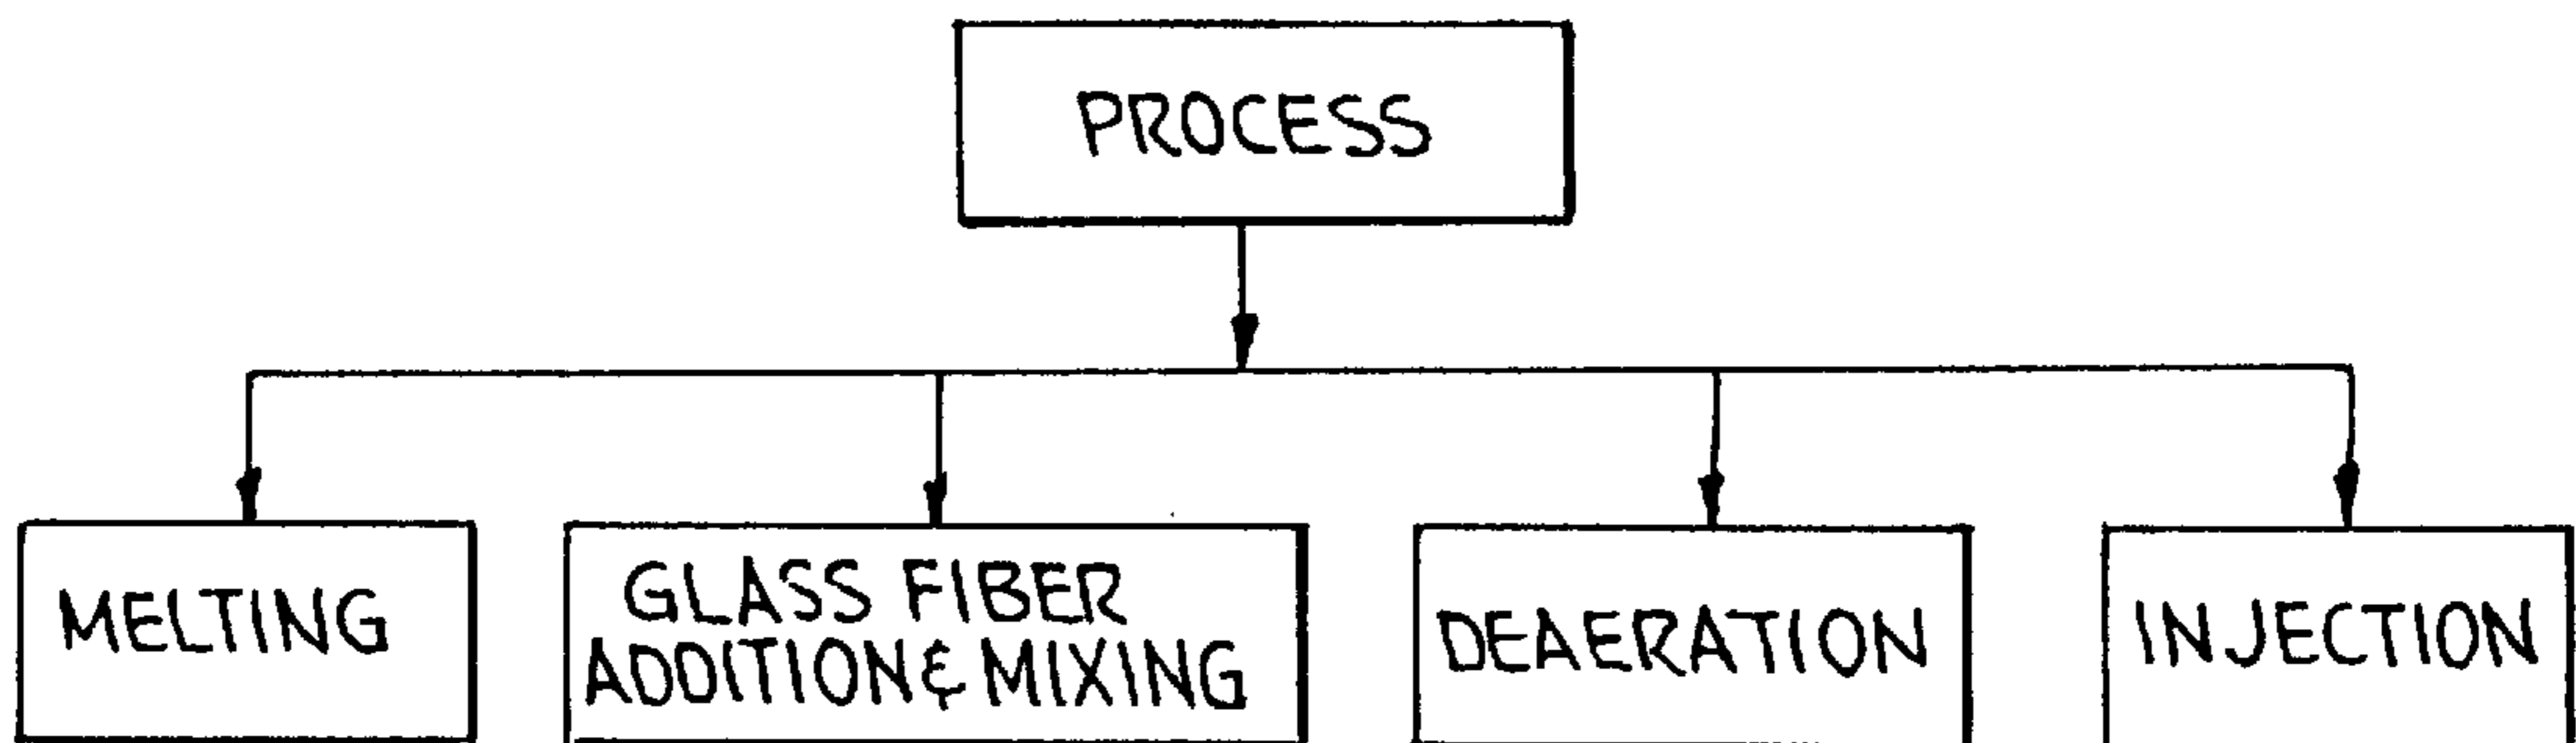 PROCESS
MELTING
GLASS FIBER
ADDITION & MIXING
DEAERATION
INJECTION